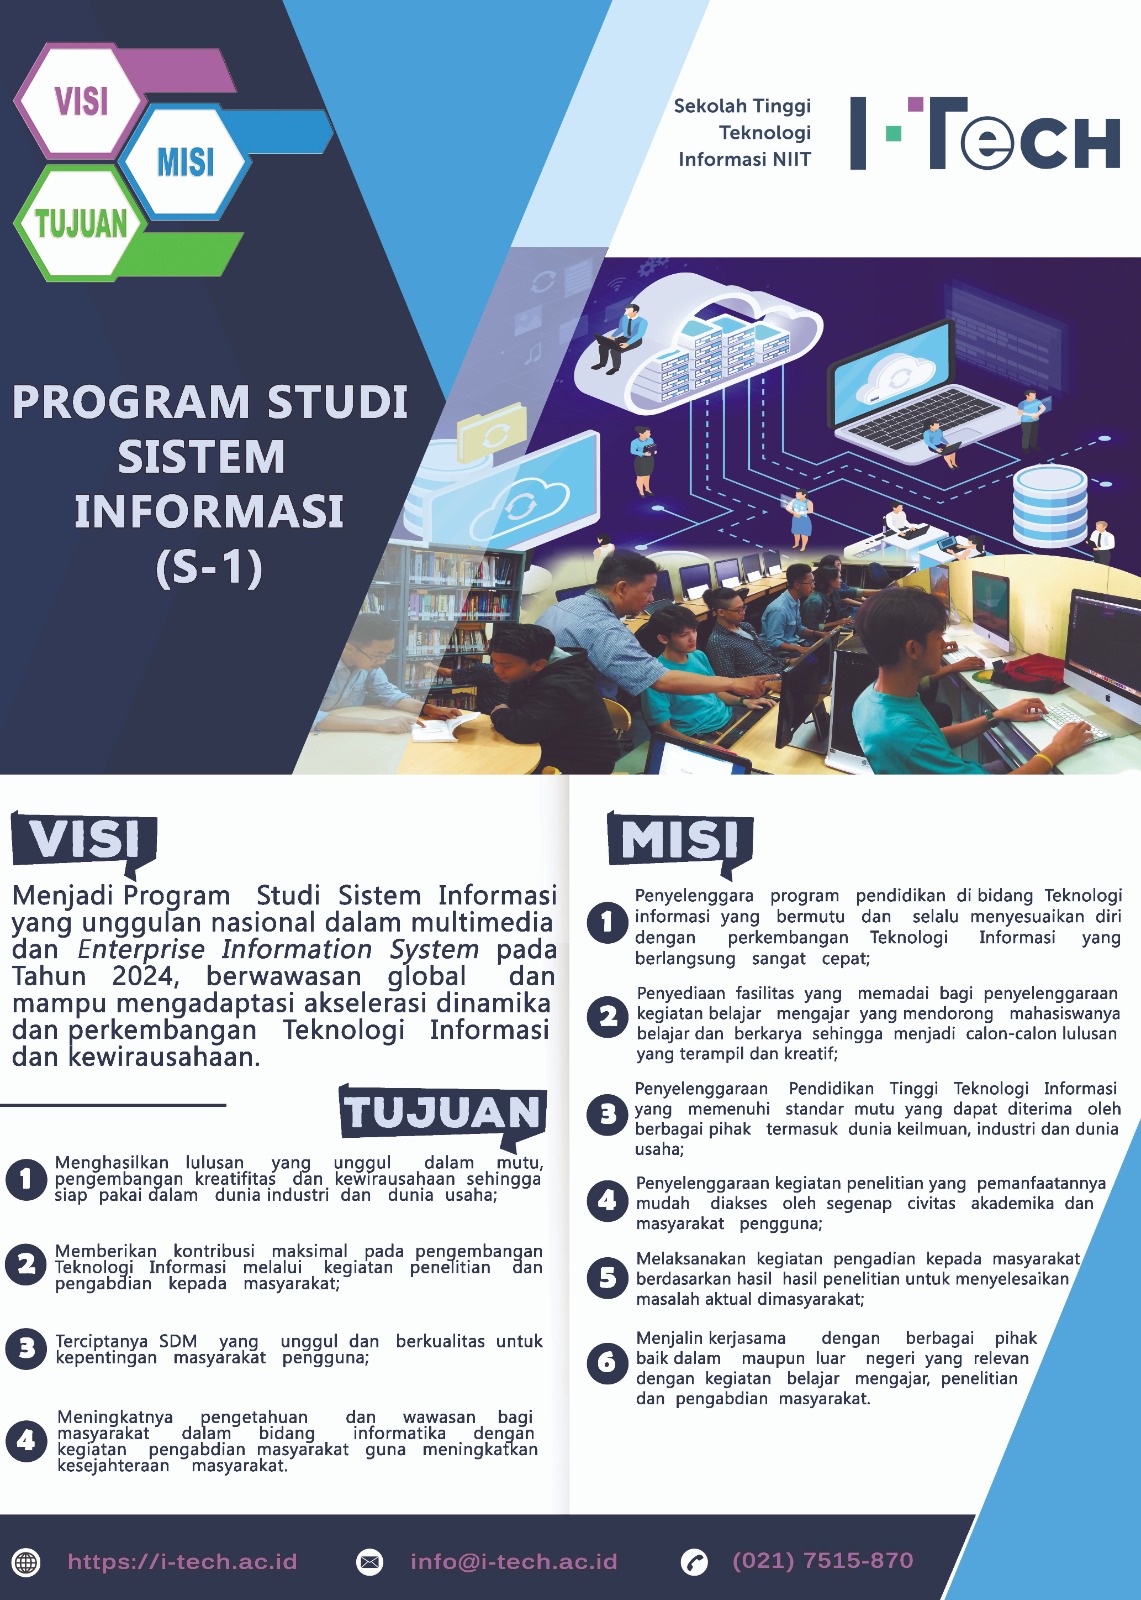 VISI
MISI
TUJUAN
Sekolah Tinggi
Teknologi
Informasi NIIT
I-Tech
PROGRAM STUDI
SISTEM
INFORMASI
(S-1)
VISI
Menjadi Program Studi Sistem Informasi
yang unggulan nasional dalam multimedia
dan Enterprise Information System pada
Tahun 2024, berwawasan global dan
mampu mengadaptasi akselerasi dinamika
dan perkembangan Teknologi Informasi
dan kewirausahaan.
TUJUAN
1 Menghasilkan lulusan yang unggul dalam mutu,
pengembangan kreatifitas dan kewirausahaan sehingga
siap pakai dalam dunia industri dan dunia usaha;
2 Memberikan kontribusi maksimal pada pengembangan
Teknologi Informasi melalui kegiatan penelitian dan
pengabdian kepada masyarakat;
3 Terciptanya SDM yang unggul dan berkualitas untuk
kepentingan masyarakat pengguna;
4 Meningkatnya pengetahuan dan wawasan bagi
masyarakat dalam bidang informatika dengan
kegiatan pengabdian masyarakat guna meningkatkan
kesejahteraan masyarakat.
MISI
1 Penyelenggara program pendidikan di bidang Teknologi
informasi yang bermutu dan selalu menyesuaikan diri
dengan perkembangan Teknologi Informasi yang
berlangsung sangat cepat;
2 Penyediaan fasilitas yang memadai bagi penyelenggaraan
kegiatan belajar mengajar yang mendorong mahasiswanya
belajar dan berkarya sehingga menjadi calon-calon lulusan
yang terampil dan kreatif;
3 Penyelenggaraan Pendidikan Tinggi Teknologi Informasi
yang memenuhi standar mutu yang dapat diterima oleh
berbagai pihak termasuk dunia keilmuan, industri dan dunia
usaha;
4 Penyelenggaraan kegiatan penelitian yang pemanfaatannya
mudah diakses oleh segenap civitas akademika dan
masyarakat pengguna;
5 Melaksanakan kegiatan pengadian kepada masyarakat
berdasarkan hasil hasil penelitian untuk menyelesaikan
masalah aktual dimasyarakat;
6 Menjalin kerjasama dengan berbagai pihak
baik dalam maupun luar negeri yang relevan
dengan kegiatan belajar mengajar, penelitian
dan pengabdian masyarakat.
https://i-tech.ac.id
info@i-tech.ac.id
(021) 7515-870